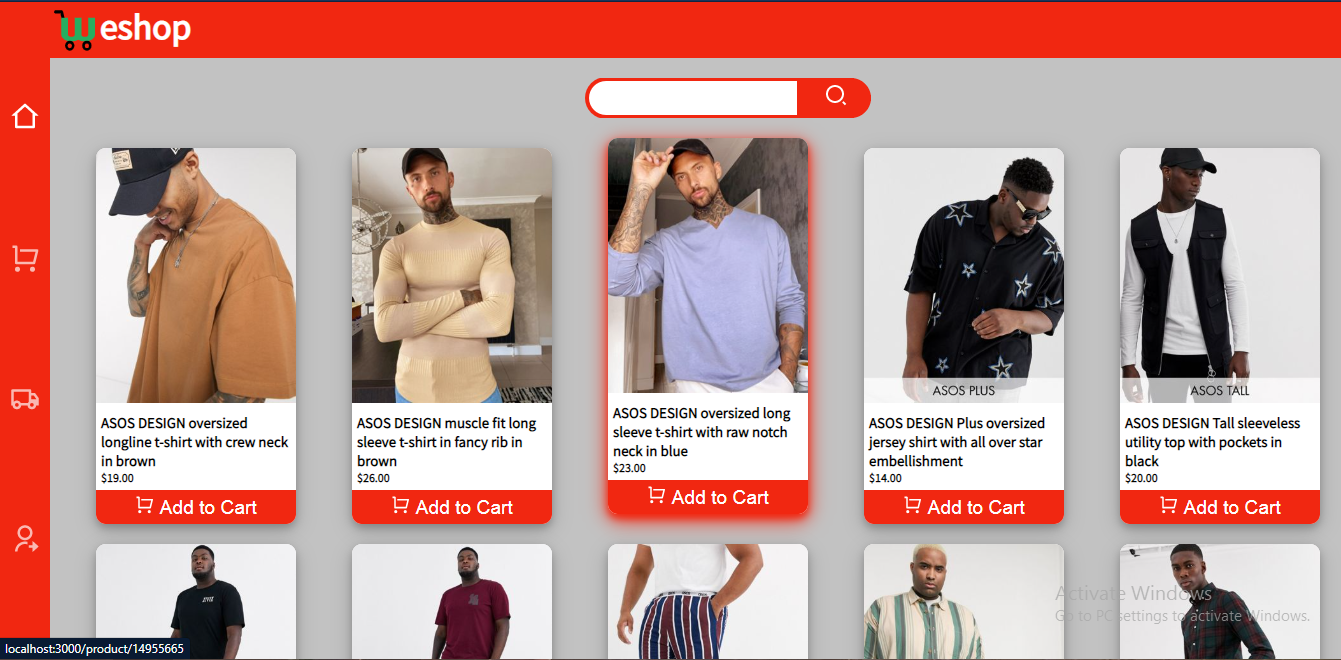 weshop
ASOS PLUS
ASOS TALL
ASOS DESIGN oversized
longline t-shirt with crew neck
in brown
$19.00
Add to Cart
ASOS DESIGN muscle fit long
sleeve t-shirt in fancy rib in
brown
$26.00
Add to Cart
ASOS DESIGN oversized long
sleeve t-shirt with raw notch
neck in blue
$23.00
Add to Cart
ASOS DESIGN Plus oversized
jersey shirt with all over star
embellishment
$14.00
Add to Cart
ASOS DESIGN Tall sleeveless
utility top with pockets in
black
$20.00
Add to Cart
Activate Windows
Go to PC settings to activate Windows.
localhost:3000/product/14955665